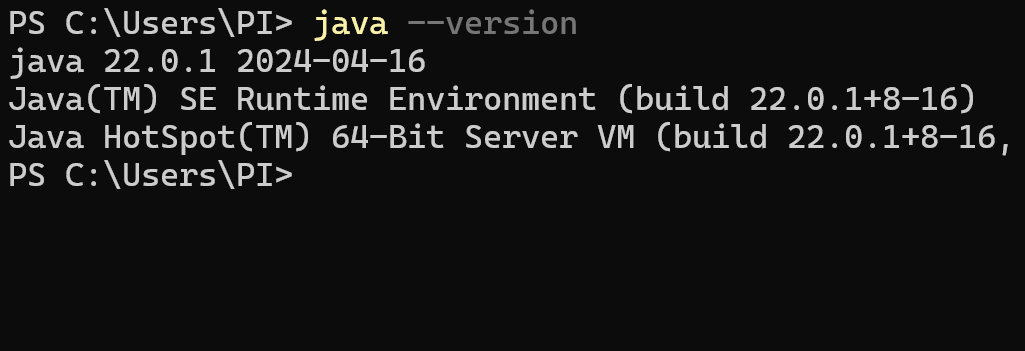 PS C:\Users\PI> java --version
java 22.0.1 2024-04-16
Java(TM) SE Runtime Environment (build 22.0.1+8-16)
Java HotSpot(TM) 64-Bit Server VM (build 22.0.1+8-16,
PS C:\Users\PI>